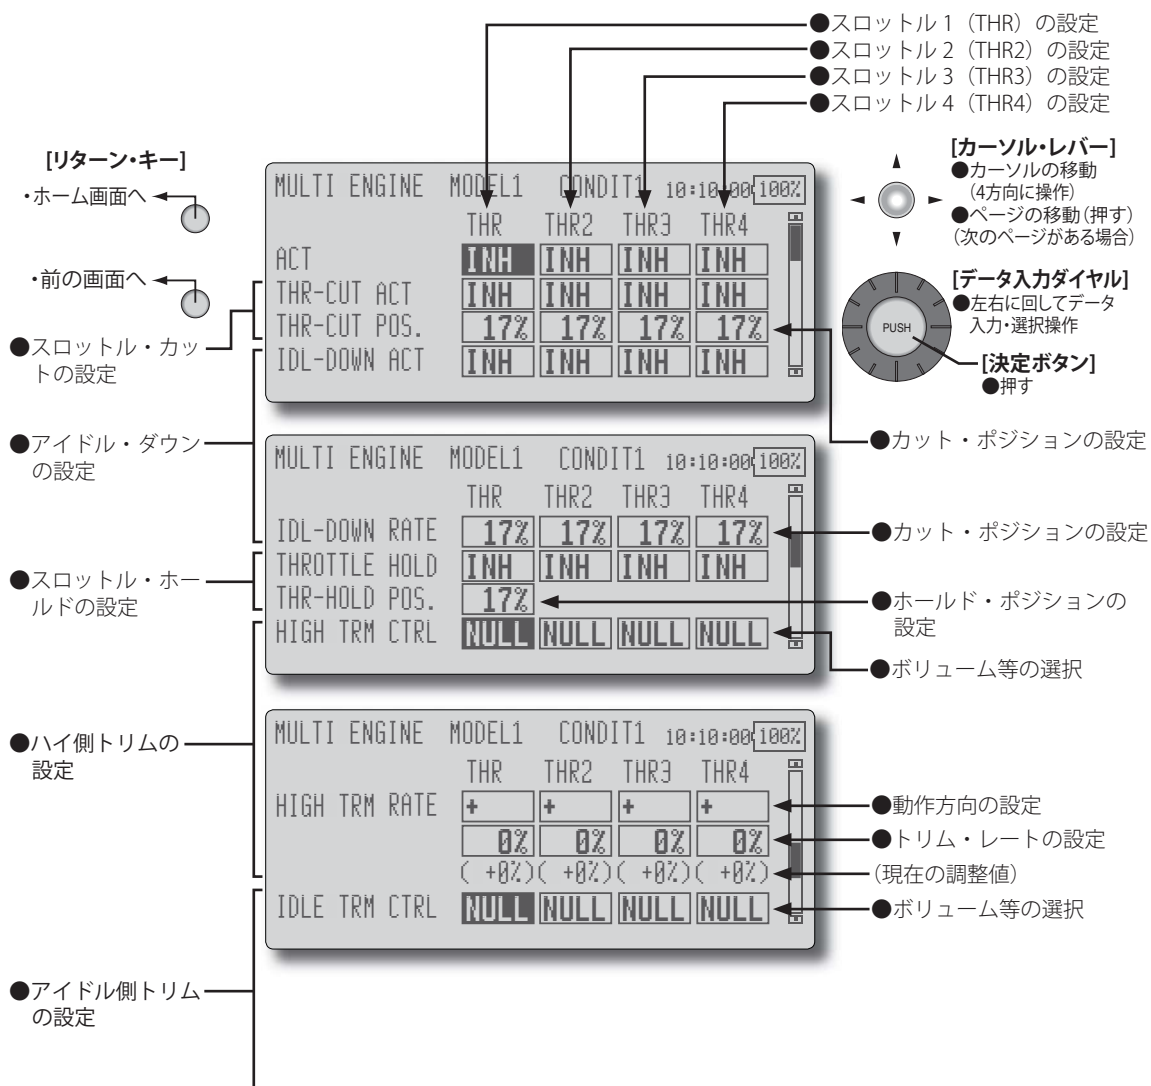 ●スロットル 1（THR）の設定
●スロットル 2（THR2）の設定
●スロットル 3（THR3）の設定
●スロットル 4（THR4）の設定
[リターン・キー]
・ホーム画面へ
・前の画面へ
[カーソル・レバー]
●カーソルの移動
（4方向に操作）
●ページの移動（押す）
（次のページがある場合）
[データ入力ダイヤル]
●左右に回してデータ
入力・選択操作
PUSH
[決定ボタン]
●押す
MULTI ENGINE MODEL1 CONDIT1 10:10:00 100%
THR THR2 THR3 THR4
ACT INH INH INH INH
THR-CUT ACT INH INH INH INH
THR-CUT POS. 17% 17% 17% 17%
IDL-DOWN ACT INH INH INH INH
●スロットル・カッ
トの設定
●アイドル・ダウン
の設定
●カット・ポジションの設定
MULTI ENGINE MODEL1 CONDIT1 10:10:00 100%
THR THR2 THR3 THR4
IDL-DOWN RATE 17% 17% 17% 17%
THROTTLE HOLD INH INH INH INH
THR-HOLD POS. 17%
HIGH TRM CTRL NULL NULL NULL NULL
●カット・ポジションの設定
●スロットル・ホー
ルドの設定
●ホールド・ポジションの
設定
●ボリューム等の選択
MULTI ENGINE MODEL1 CONDIT1 10:10:00 100%
THR THR2 THR3 THR4
HIGH TRM RATE + + + +
0% 0% 0% 0%
( +0%)( +0%)( +0%)( +0%)
IDLE TRM CTRL NULL NULL NULL NULL
●ハイ側トリムの
設定
●動作方向の設定
●トリム・レートの設定
（現在の調整値）
●ボリューム等の選択
●アイドル側トリム
の設定